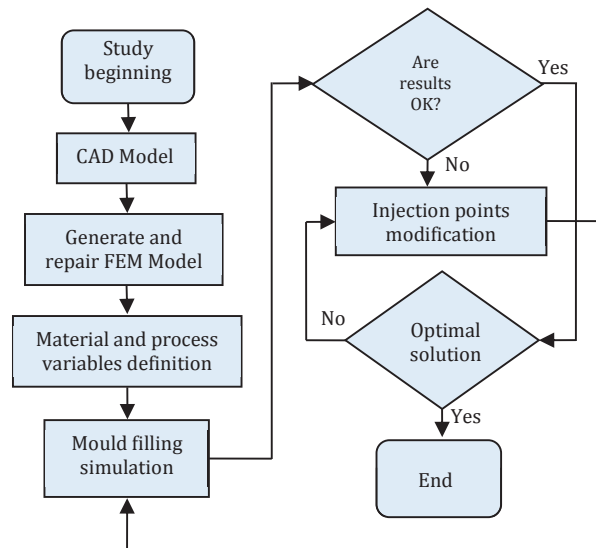 Study
beginning
CAD Model
Generate and
repair FEM Model
Material and process
variables definition
Mould filling
simulation
Are
results
OK?
Yes
No
Injection points
modification
No
Optimal
solution
Yes
End